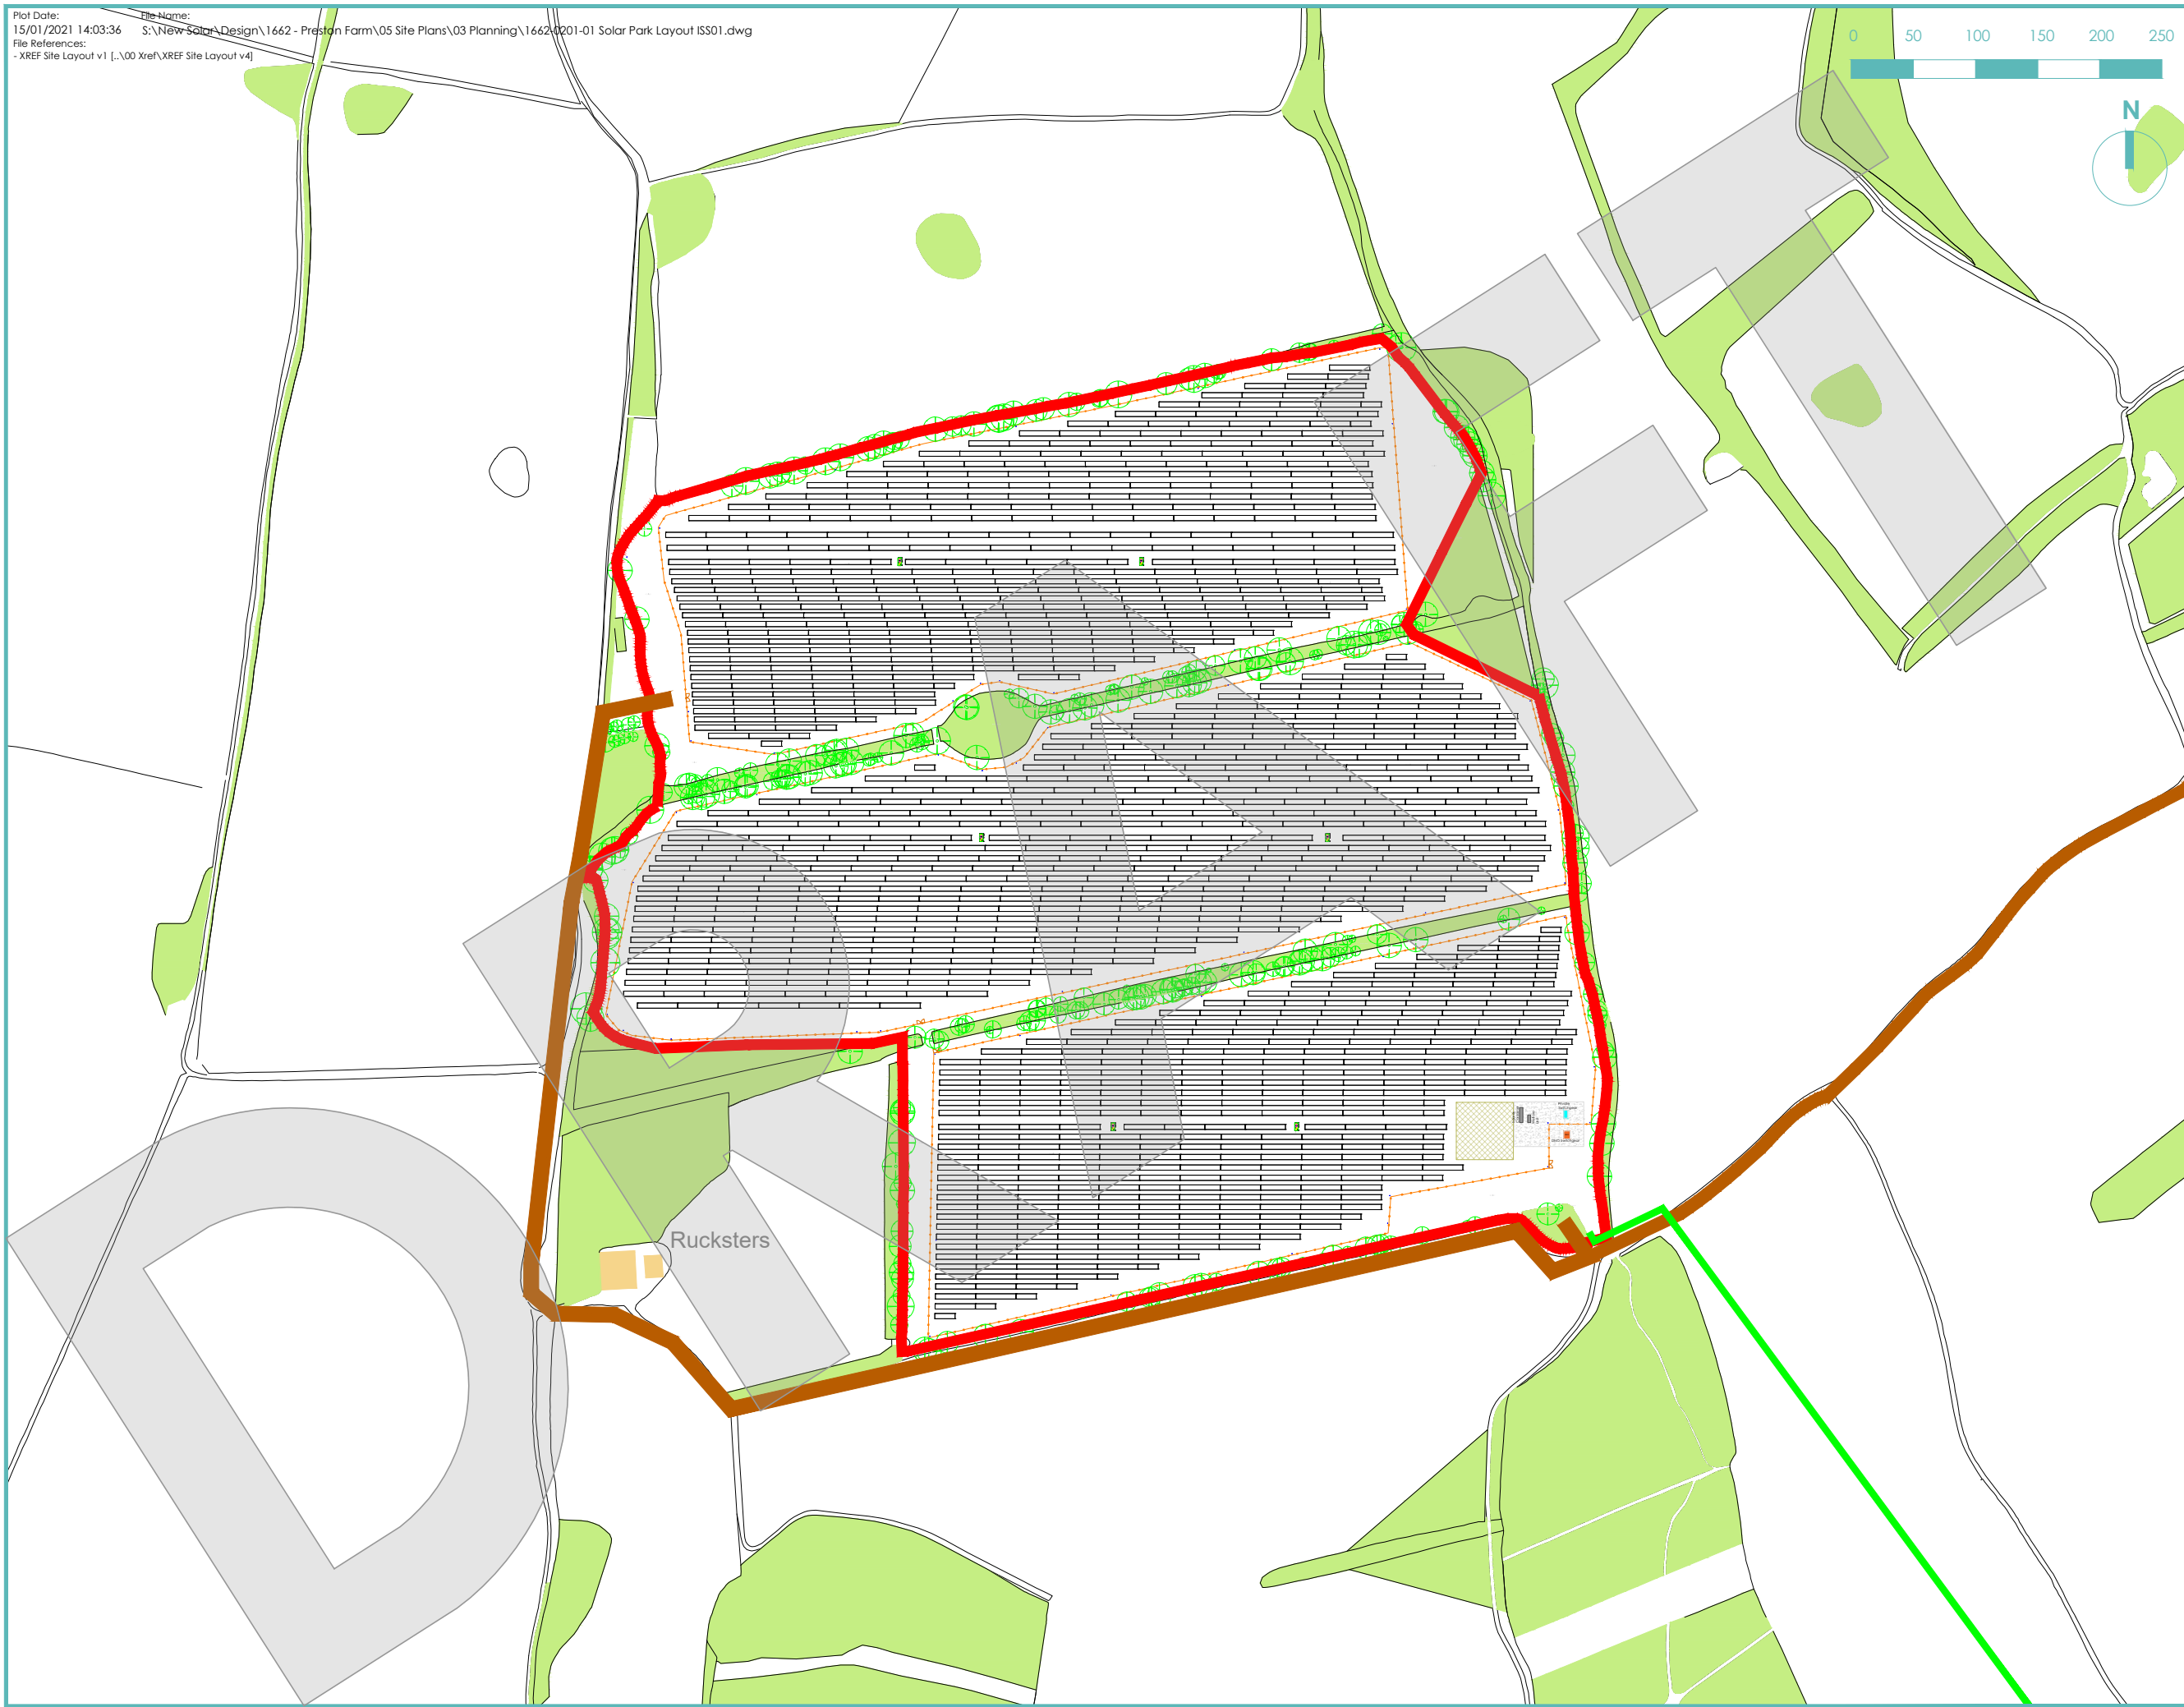 Plot Date: File Name:
15/01/2021 14:03:36 S:\New Solar\Design\1662 - Preston Farm\05 Site Plans\03 Planning\1662-0201-01 Solar Park Layout ISS01.dwg
File References:
- XREF Site Layout v1 [..\00 Xref\XREF Site Layout v4]
0 50 100 150 200 250
N
DRAFT
Rucksters